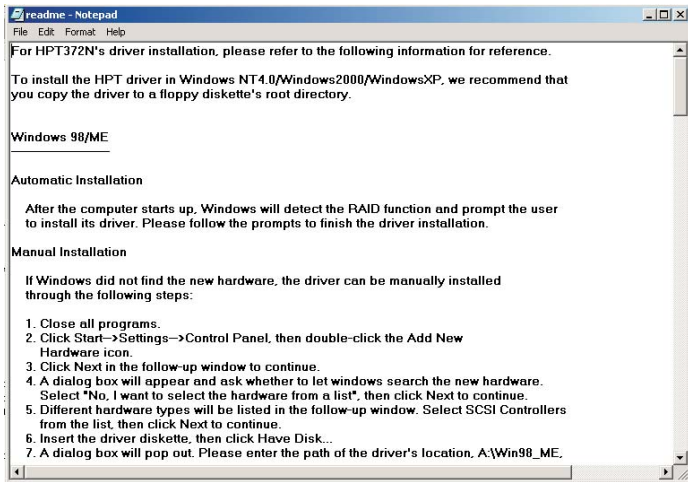 readme - Notepad
File Edit Format Help
For HPT372N's driver installation, please refer to the following information for reference.
To install the HPT driver in Windows NT4.0/Windows2000/WindowsXP, we recommend that
you copy the driver to a floppy diskette's root directory.
Windows 98/ME
Automatic Installation
After the computer starts up, Windows will detect the RAID function and prompt the user
to install its driver. Please follow the prompts to finish the driver installation.
Manual Installation
If Windows did not find the new hardware, the driver can be manually installed
through the following steps:
1. Close all programs.
2. Click Start-->Settings-->Control Panel, then double-click the Add New
Hardware icon.
3. Click Next in the follow-up window to continue.
4. A dialog box will appear and ask whether to let windows search the new hardware.
Select "No, I want to select the hardware from a list", then click Next to continue.
5. Different hardware types will be listed in the follow-up window. Select SCSI Controllers
from the list, then click Next to continue.
6. Insert the driver diskette, then click Have Disk...
7. A dialog box will pop out. Please enter the path of the driver's location, A:\Win98_ME,